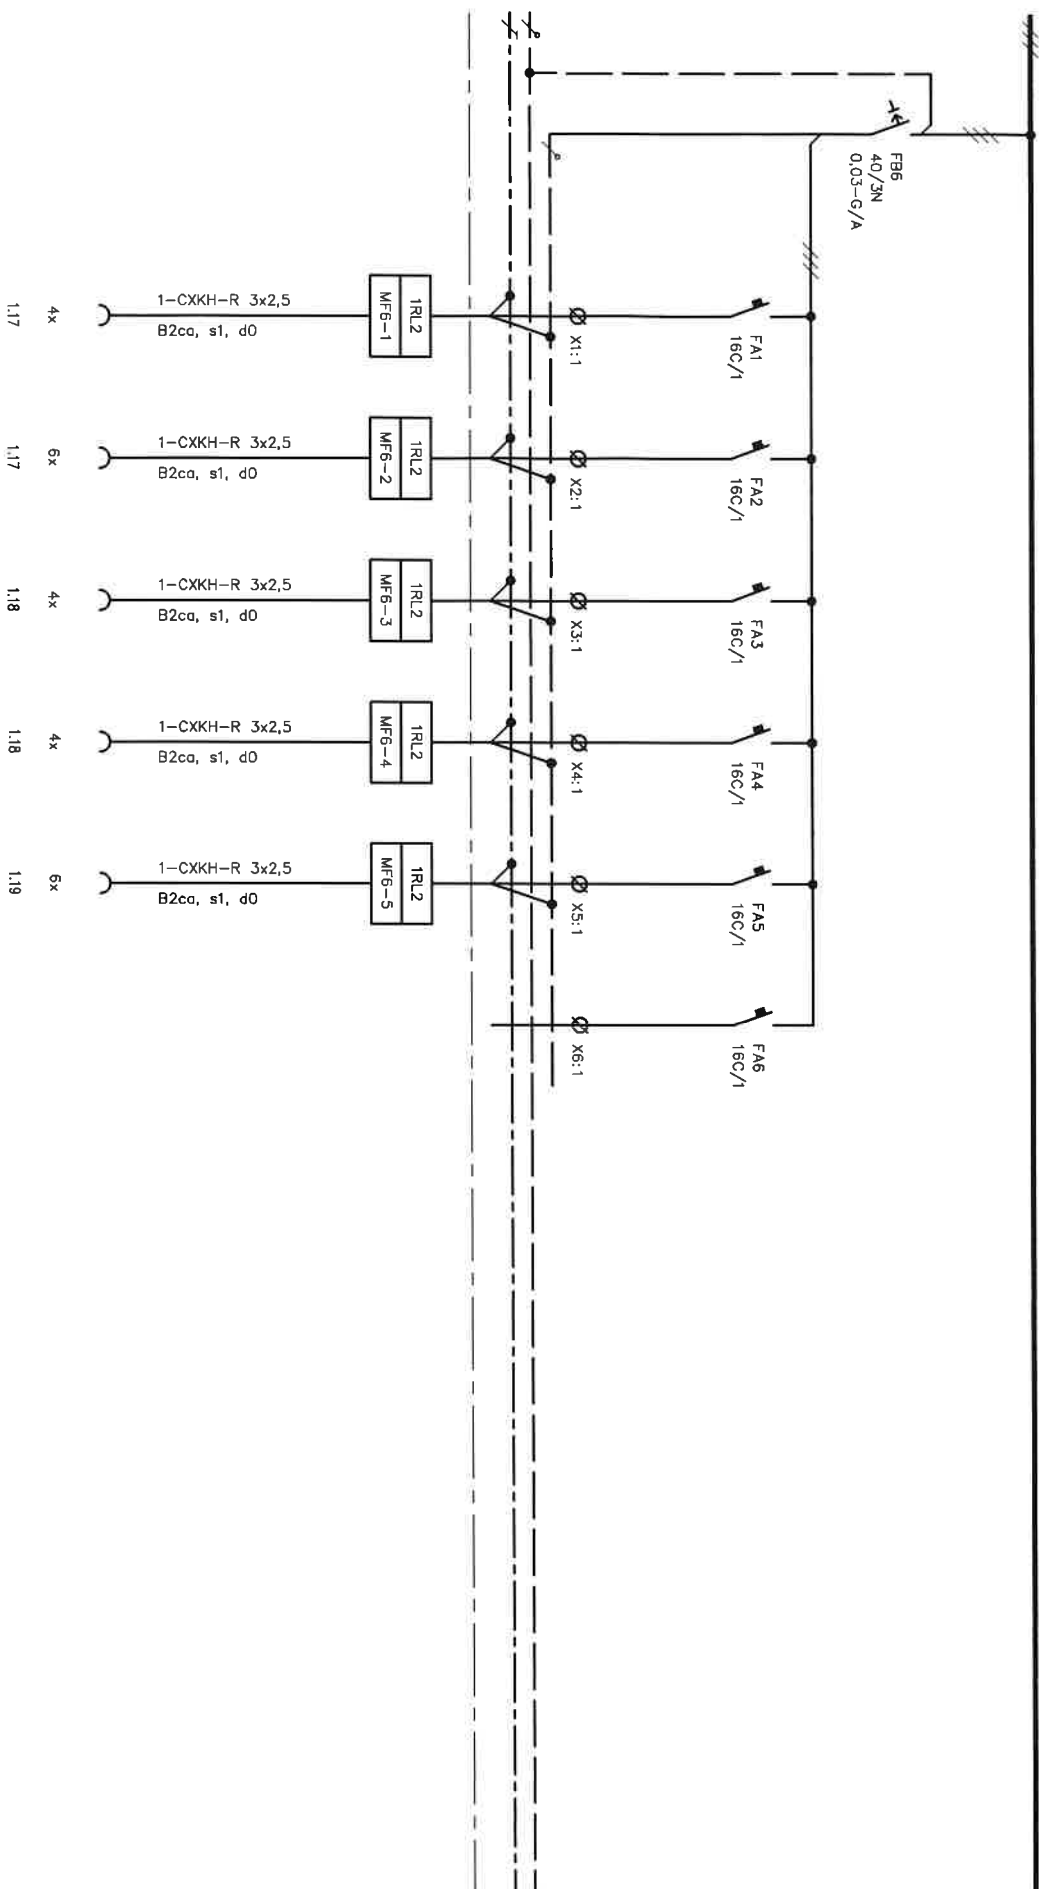 FB6
40/3N
0,03-G/A
FA1
16C/1
FA2
16C/1
FA3
16C/1
FA4
16C/1
FA5
16C/1
FA6
16C/1
X1:1
X2:1
X3:1
X4:1
X5:1
X6:1
1RL2
MF6-1
1RL2
MF6-2
1RL2
MF6-3
1RL2
MF6-4
1RL2
MF6-5
1-CXKH-R 3x2,5
B2ca, s1, d0
1-CXKH-R 3x2,5
B2ca, s1, d0
1-CXKH-R 3x2,5
B2ca, s1, d0
1-CXKH-R 3x2,5
B2ca, s1, d0
1-CXKH-R 3x2,5
B2ca, s1, d0
4x
6x
4x
4x
6x
1.17
1.17
1.18
1.18
1.19